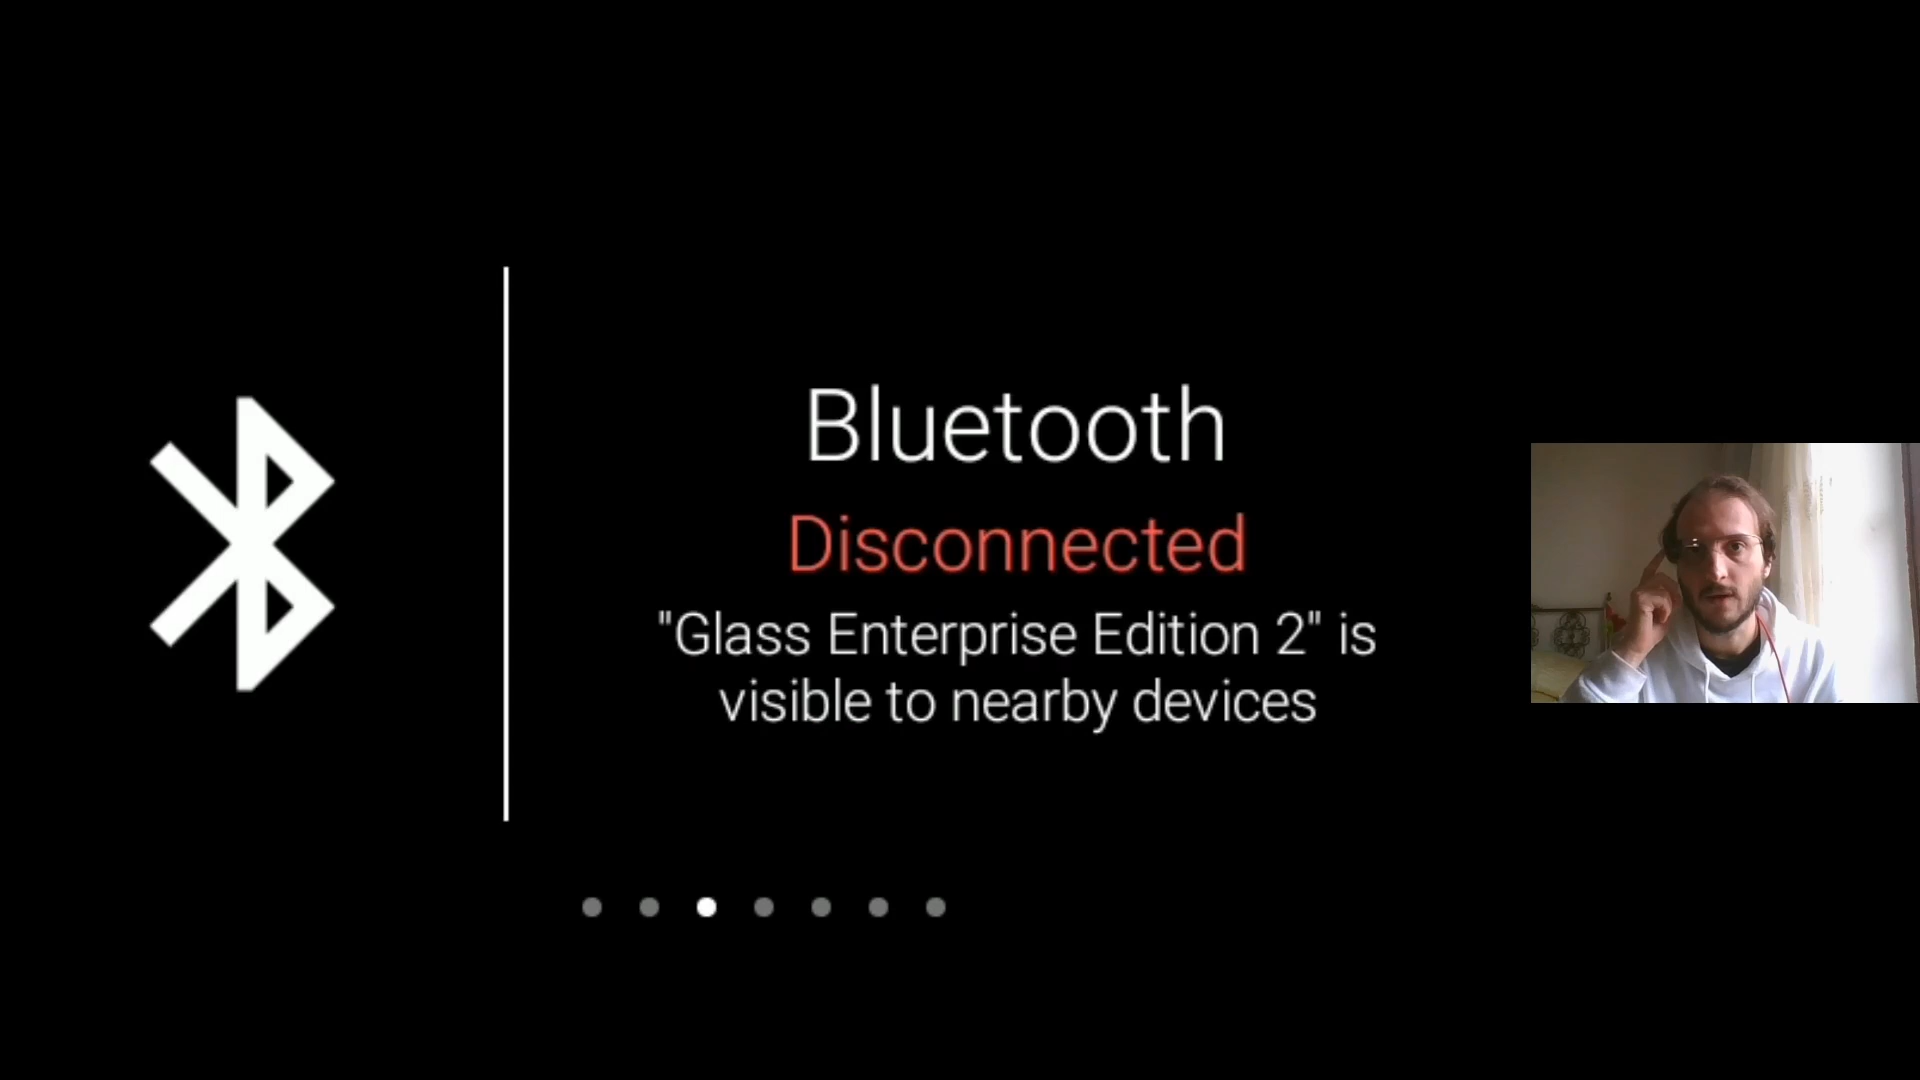 Bluetooth
Disconnected
"Glass Enterprise Edition 2" is
visible to nearby devices